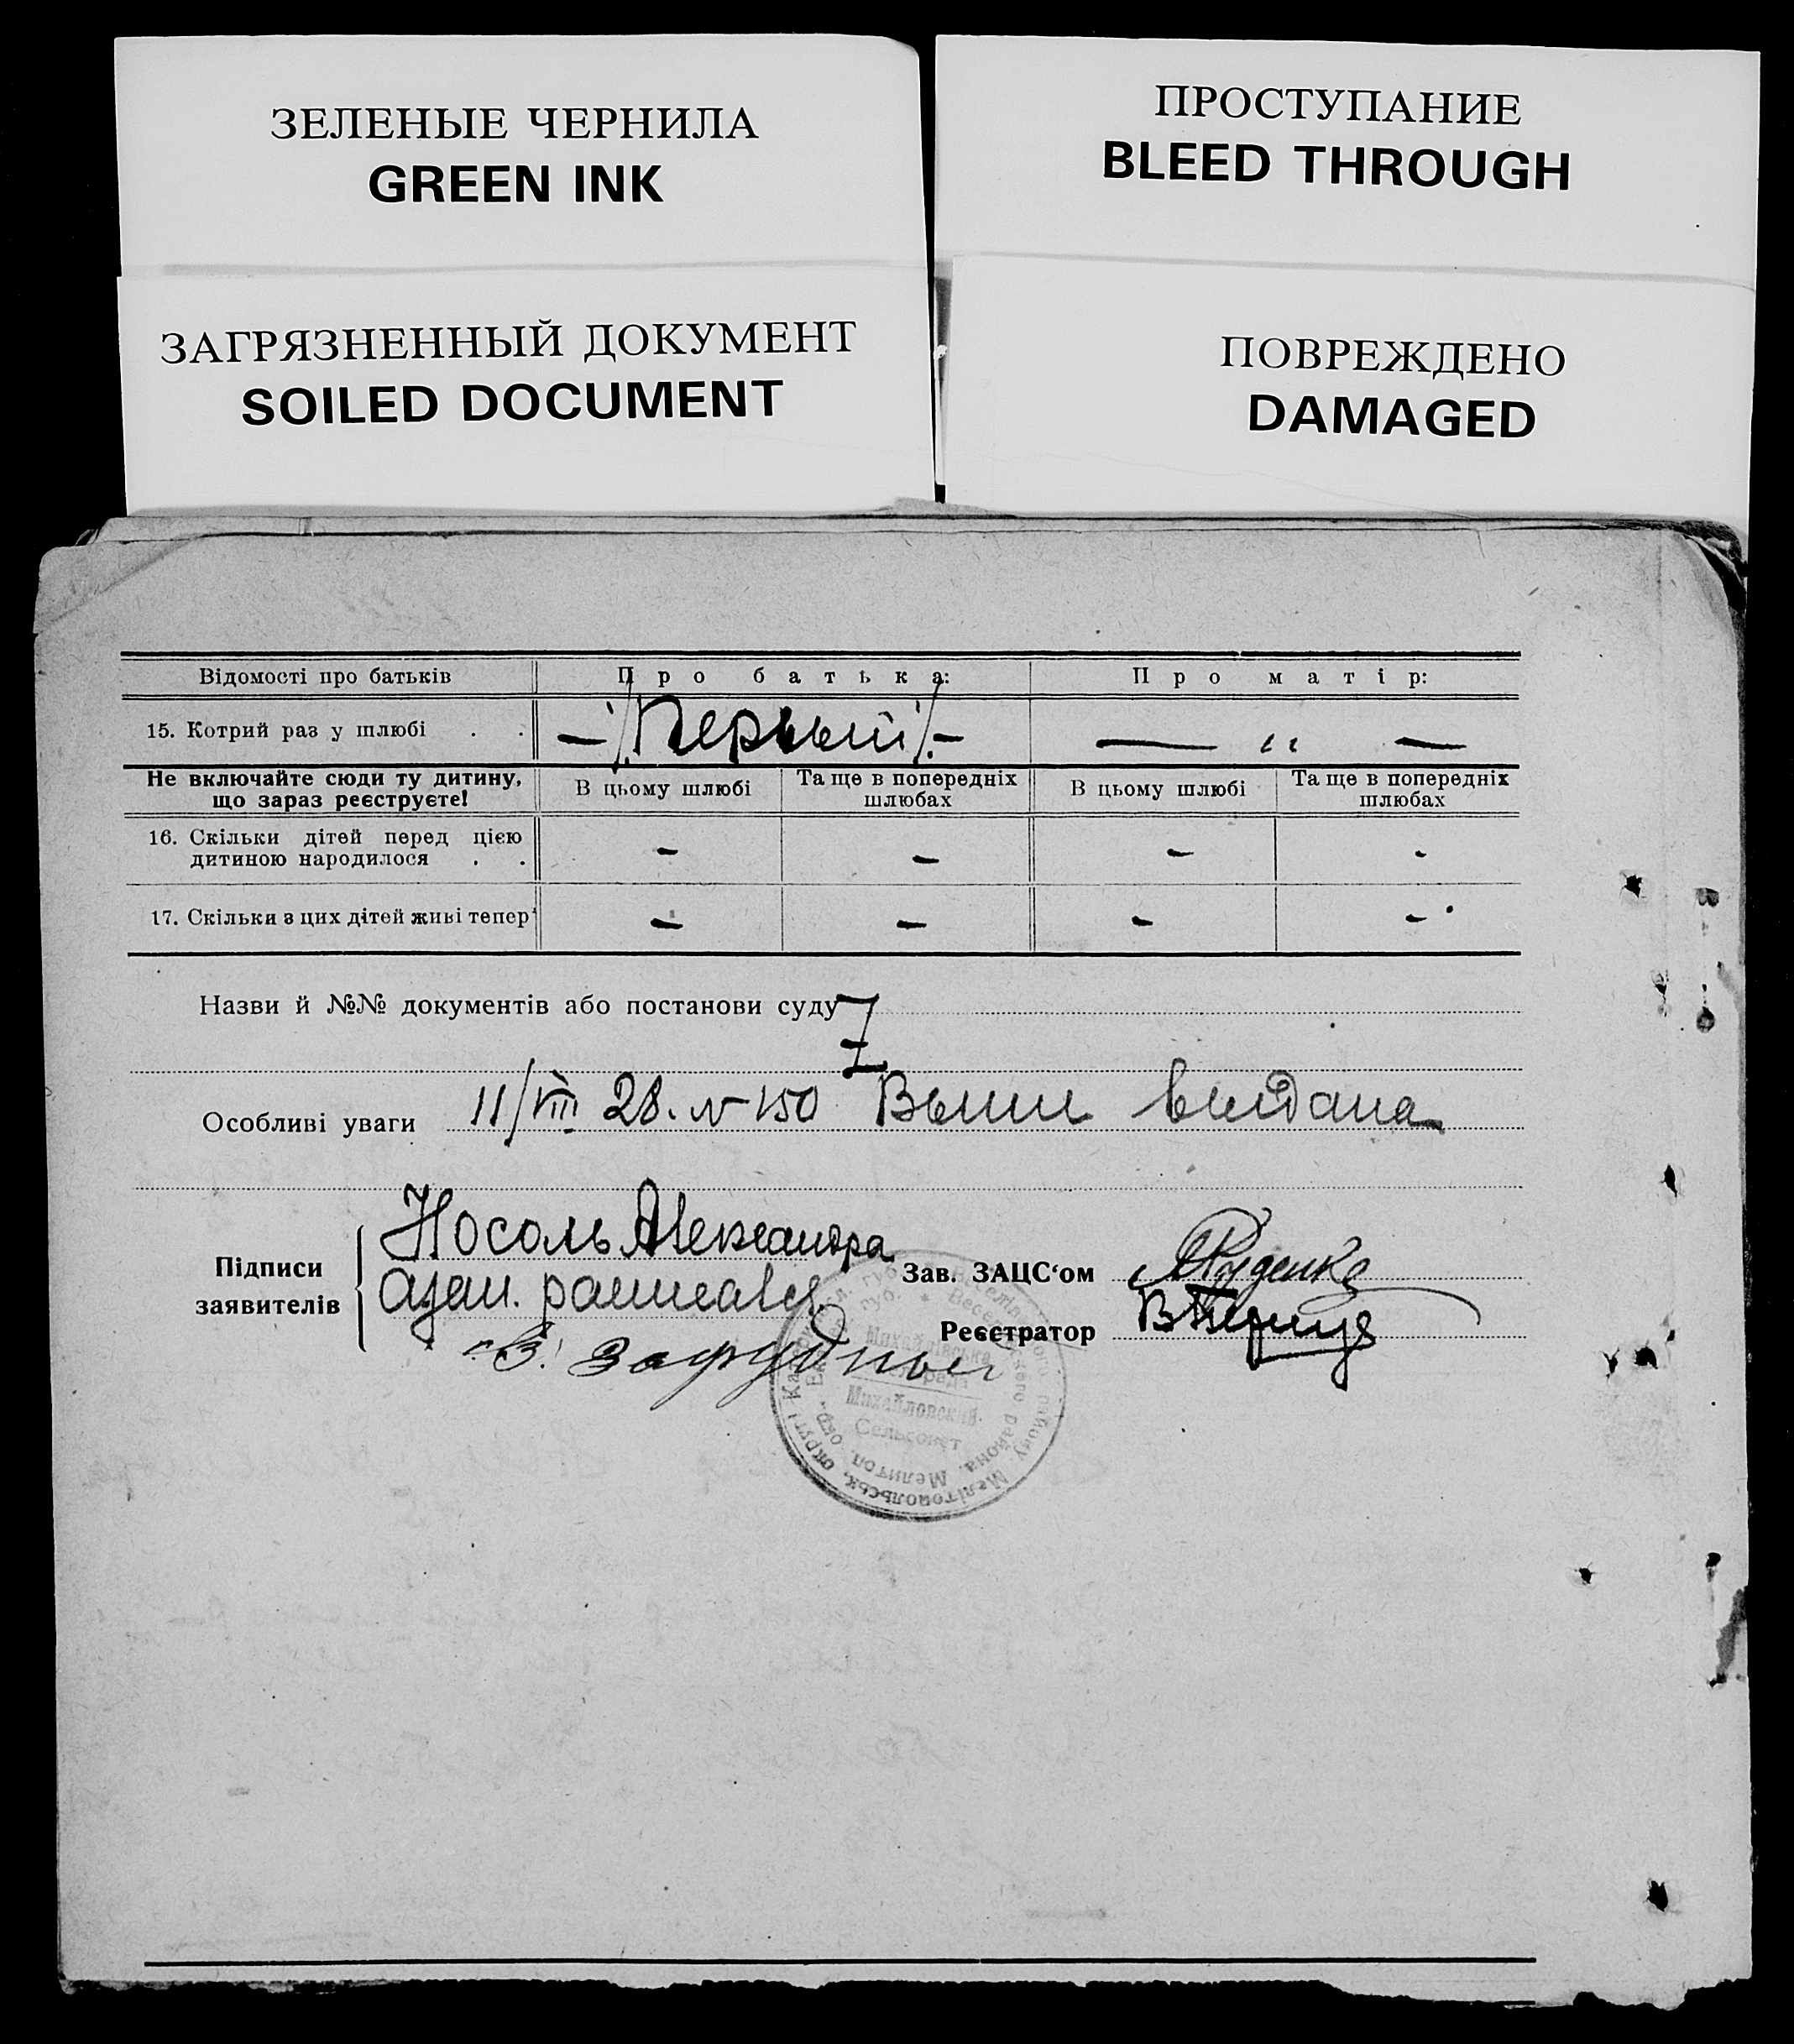 ЗЕЛЕНЫЕ ЧЕРНИЛА
GREEN INK
ПРОСТУПАНИЕ
BLEED THROUGH
ЗАГРЯЗНЕННЫЙ ДОКУМЕНТ
SOILED DOCUMENT
ПОВРЕЖДЕНО
DAMAGED
Відомості про батьків Про батька: Про матір:
15. Котрий раз у шлюбі . . — /Первый/ — — " —
Не включайте сюди ту дитину, що зараз реєструєте! В цьому шлюбі Та ще в попередніх шлюбах В цьому шлюбі Та ще в попередніх шлюбах
16. Скільки дітей перед цією
дитиною народилося . . - - - -
17. Скільки з цих дітей живі тепер - - - -
Назви й №№ документів або постанови суду
Особливі уваги 11/VIII 28. № 150 выдана
Носоль Александра
Підписи
заявителів
Зав. ЗАЦС‘ом Руденко
Реєстратор
Михайлівська
Михайловский
Сельсовет